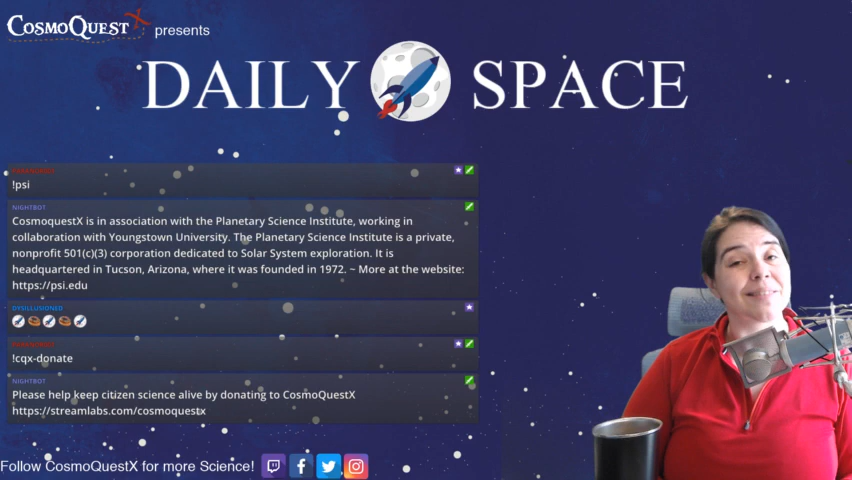 CosmoQuestX presents
DAILY SPACE
!psi
NIGHTBOT
CosmoquestX is in association with the Planetary Science Institute, working in
collaboration with Youngstown University. The Planetary Science Institute is a private,
nonprofit 501(c)(3) corporation dedicated to Solar System exploration. It is
headquartered in Tucson, Arizona, where it was founded in 1972. ~ More at the website:
https://psi.edu
DYSILLUSIONED
!cqx-donate
NIGHTBOT
Please help keep citizen science alive by donating to CosmoQuestX
https://streamlabs.com/cosmoquestx
Follow CosmoQuestX for more Science!